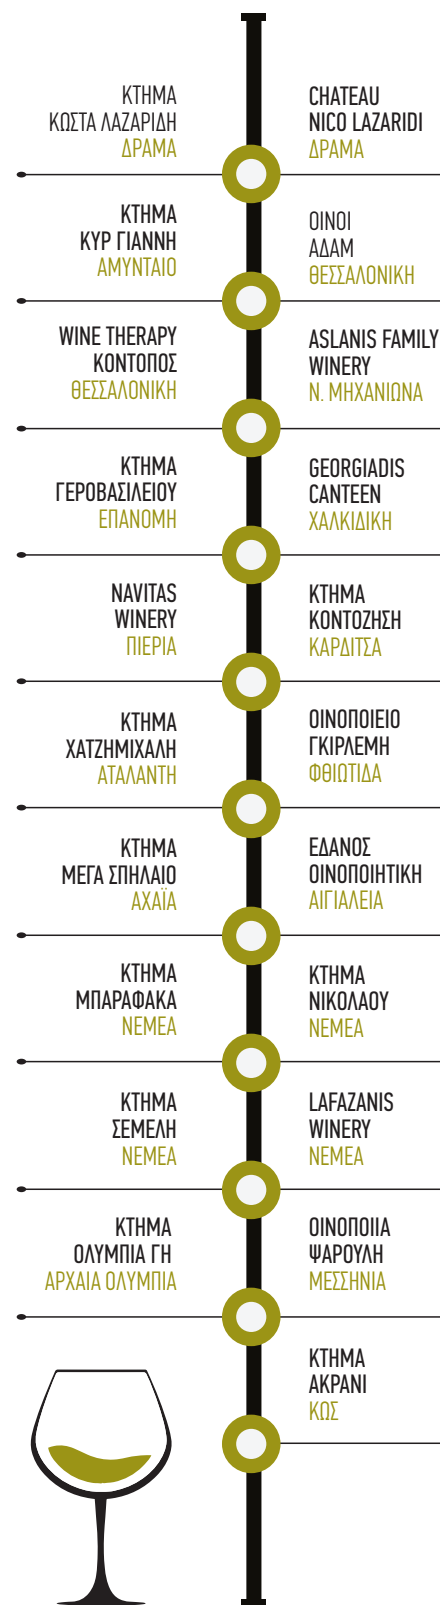 ΚΤΗΜΑ
ΚΩΣΤΑ ΛΑΖΑΡΙΔΗ
ΔΡΑΜΑ
CHATEAU
NICO LAZARIDI
ΔΡΑΜΑ
ΚΤΗΜΑ
ΚΥΡ ΓΙΑΝΝΗ
ΑΜΥΝΤΑΙΟ
ΟΙΝΟΙ
ΑΔΑΜ
ΘΕΣΣΑΛΟΝΙΚΗ
WINE THERAPY
ΚΟΝΤΟΠΟΣ
ΘΕΣΣΑΛΟΝΙΚΗ
ASLANIS FAMILY
WINERY
Ν. ΜΗΧΑΝΙΩΝΑ
ΚΤΗΜΑ
ΓΕΡΟΒΑΣΙΛΕΙΟΥ
ΕΠΑΝΟΜΗ
GEORGIADIS
CANTEEN
ΧΑΛΚΙΔΙΚΗ
NAVITAS
WINERY
ΠΙΕΡΙΑ
ΚΤΗΜΑ
ΚΟΝΤΟΖΗΣΗ
ΚΑΡΔΙΤΣΑ
ΚΤΗΜΑ
ΧΑΤΖΗΜΙΧΑΛΗ
ΑΤΑΛΑΝΤΗ
ΟΙΝΟΠΟΙΕΙΟ
ΓΚΙΡΛΕΜΗ
ΦΘΙΩΤΙΔΑ
ΚΤΗΜΑ
ΜΕΓΑ ΣΠΗΛΑΙΟ
ΑΧΑΪΑ
ΕΔΑΝΟΣ
ΟΙΝΟΠΟΙΗΤΙΚΗ
ΑΙΓΙΑΛΕΙΑ
ΚΤΗΜΑ
ΜΠΑΡΑΦΑΚΑ
ΝΕΜΕΑ
ΚΤΗΜΑ
ΝΙΚΟΛΑΟΥ
ΝΕΜΕΑ
ΚΤΗΜΑ
ΣΕΜΕΛΗ
ΝΕΜΕΑ
LAFAZANIS
WINERY
ΝΕΜΕΑ
ΚΤΗΜΑ
ΟΛΥΜΠΙΑ ΓΗ
ΑΡΧΑΙΑ ΟΛΥΜΠΙΑ
ΟΙΝΟΠΟΙΙΑ
ΨΑΡΟΥΛΗ
ΜΕΣΣΗΝΙΑ
ΚΤΗΜΑ
ΑΚΡΑΝΙ
ΚΩΣ